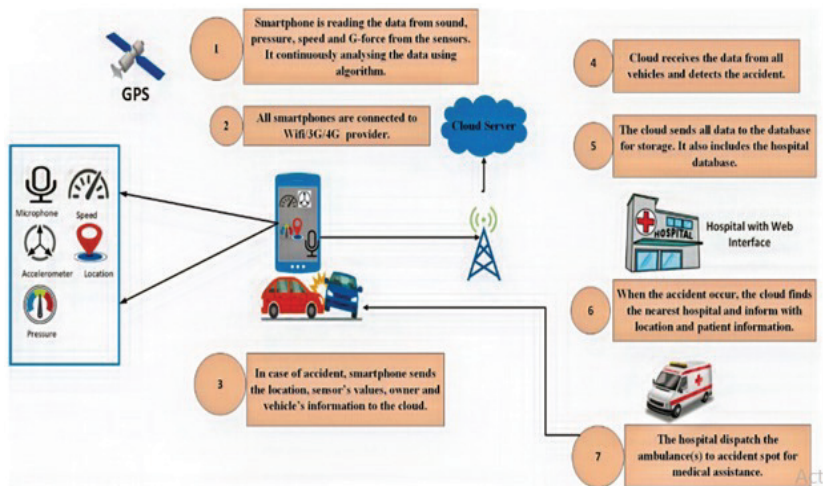 GPS
1
Smartphone is reading the data from sound,
pressure, speed and G-force from the sensors.
It continuously analysing the data using
algorithm.
2
All smartphones are connected to
Wifi/3G/4G provider.
Cloud Server
Microphone
Speed
Accelerometer
Location
Pressure
3
In case of accident, smartphone sends
the location, sensor's values, owner and
vehicle's information to the cloud.
4
Cloud receives the data from all
vehicles and detects the accident.
5
The cloud sends all data to the database
for storage. It also includes the hospital
database.
HOSPITAL
Hospital with Web
Interface
6
When the accident occur, the cloud finds
the nearest hospital and inform with
location and patient information.
7
The hospital dispatch the
ambulance(s) to accident spot for
medical assistance.
Act